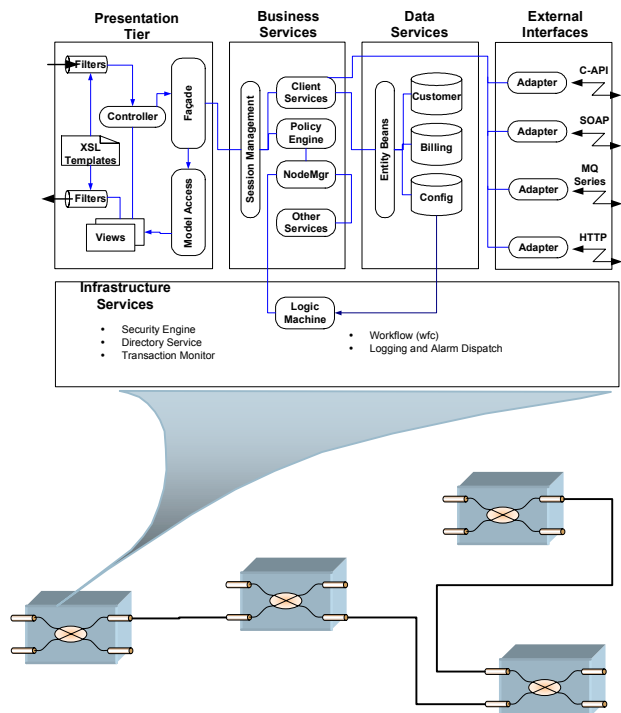 Presentation
Tier
Business
Services
Data
Services
External
Interfaces
Filters
Controller
Façade
XSL
Templates
Filters
Views
Model Access
Session Management
Client
Services
Policy
Engine
NodeMgr
Other
Services
Entity Beans
Customer
Billing
Config
Adapter
C-API
Adapter
SOAP
Adapter
MQ
Series
Adapter
HTTP
Infrastructure
Services
• Security Engine
• Directory Service
• Transaction Monitor
Logic
Machine
• Workflow (wfc)
• Logging and Alarm Dispatch